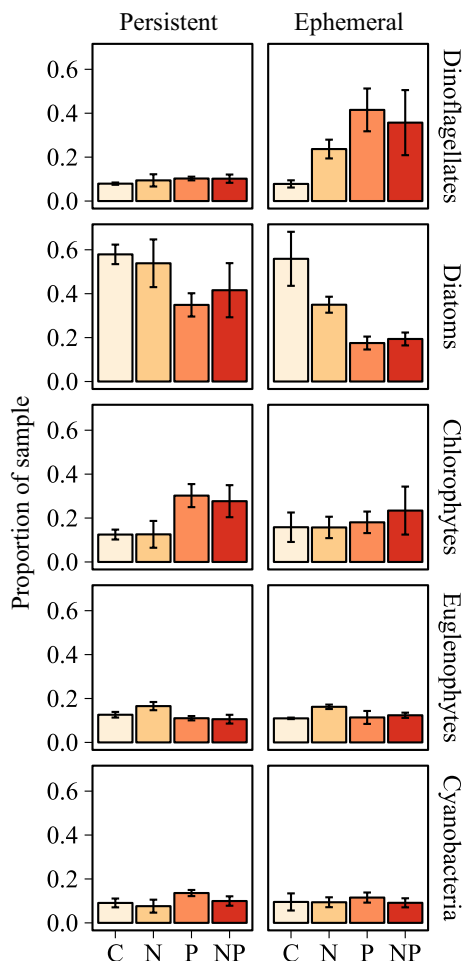 Persistent Ephemeral
0.6
0.4
0.2
0.0
Dinoflagellates
0.6
0.4
0.2
0.0
Diatoms
Proportion of sample
0.6
0.4
0.2
0.0
Chlorophytes
0.6
0.4
0.2
0.0
Euglenophytes
0.6
0.4
0.2
0.0
Cyanobacteria
C N P NP C N P NP